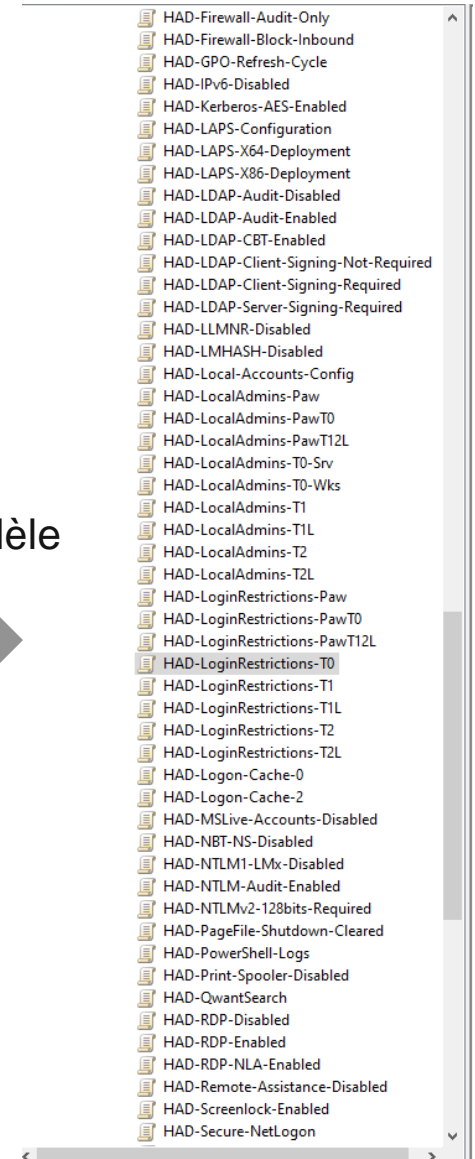 HAD-Firewall-Audit-Only
HAD-Firewall-Block-Inbound
HAD-GPO-Refresh-Cycle
HAD-IPv6-Disabled
HAD-Kerberos-AES-Enabled
HAD-LAPS-Configuration
HAD-LAPS-X64-Deployment
HAD-LAPS-X86-Deployment
HAD-LDAP-Audit-Disabled
HAD-LDAP-Audit-Enabled
HAD-LDAP-CBT-Enabled
HAD-LDAP-Client-Signing-Not-Required
HAD-LDAP-Client-Signing-Required
HAD-LDAP-Server-Signing-Required
HAD-LLMNR-Disabled
HAD-LMHASH-Disabled
HAD-Local-Accounts-Config
HAD-LocalAdmins-Paw
HAD-LocalAdmins-PawT0
HAD-LocalAdmins-PawT12L
HAD-LocalAdmins-T0-Srv
HAD-LocalAdmins-T0-Wks
HAD-LocalAdmins-T1
HAD-LocalAdmins-T1L
HAD-LocalAdmins-T2
HAD-LocalAdmins-T2L
HAD-LoginRestrictions-Paw
HAD-LoginRestrictions-PawT0
HAD-LoginRestrictions-PawT12L
HAD-LoginRestrictions-T0
HAD-LoginRestrictions-T1
HAD-LoginRestrictions-T1L
HAD-LoginRestrictions-T2
HAD-LoginRestrictions-T2L
HAD-Logon-Cache-0
HAD-Logon-Cache-2
HAD-MSLive-Accounts-Disabled
HAD-NBT-NS-Disabled
HAD-NTLM1-LMx-Disabled
HAD-NTLM-Audit-Enabled
HAD-NTLMv2-128bits-Required
HAD-PageFile-Shutdown-Cleared
HAD-PowerShell-Logs
HAD-Print-Spooler-Disabled
HAD-QwantSearch
HAD-RDP-Disabled
HAD-RDP-Enabled
HAD-RDP-NLA-Enabled
HAD-Remote-Assistance-Disabled
HAD-Screenlock-Enabled
HAD-Secure-NetLogon